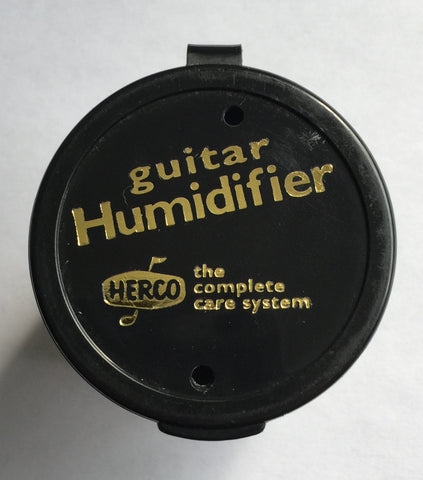 guitar
Humidifier
HERCO
the
complete
care system